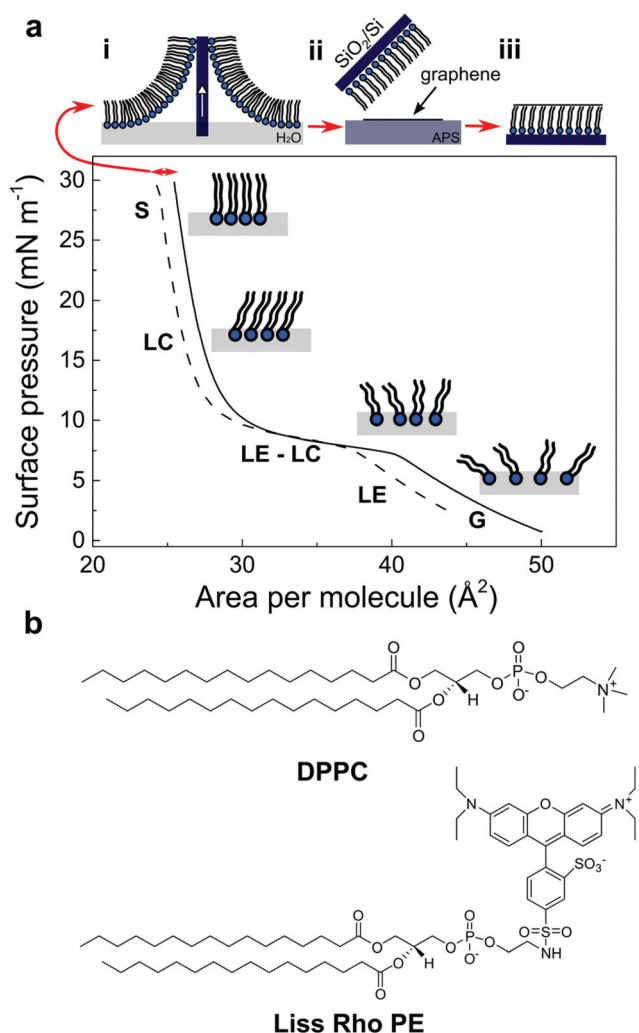 a
i
ii
iii
SiO2/Si
graphene
H2O
APS
Surface pressure (mN m⁻¹)
30
25
20
15
10
5
0
S
LC
LE - LC
LE
G
20
30
40
50
Area per molecule (Å²)
b
O
O
O
P
O
O
O-
N+
H
O
O
DPPC
N
O
N+
SO3-
O
O
O
P
O
O
O-
O=S=O
NH
H
O
O
Liss Rho PE